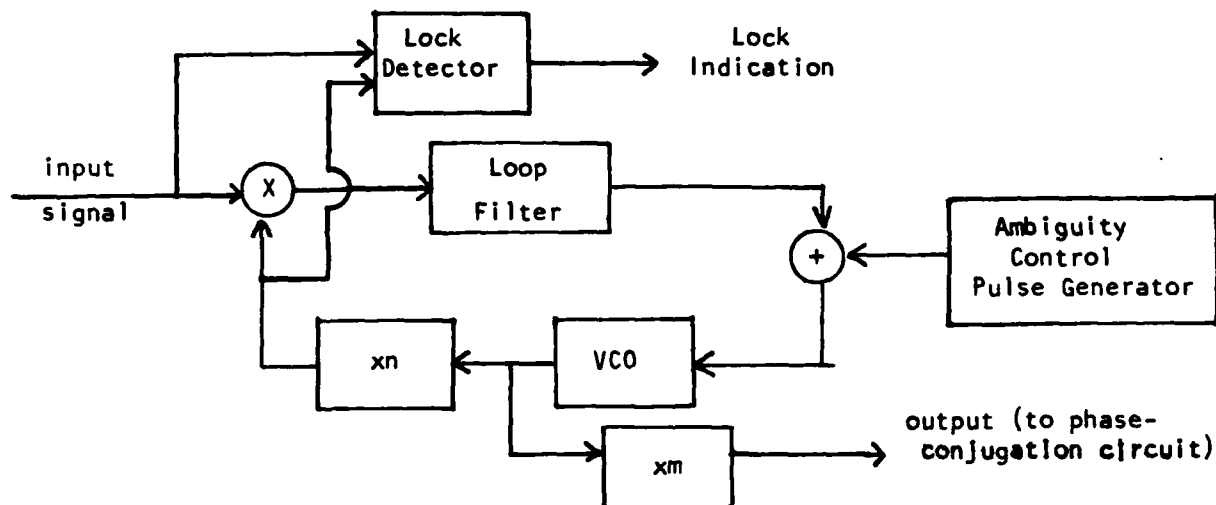 Lock
Detector
Lock
Indication
input
signal
X
Loop
Filter
+
Ambiguity
Control
Pulse Generator
xn
VCO
xm
output (to phase-
conjugation circuit)